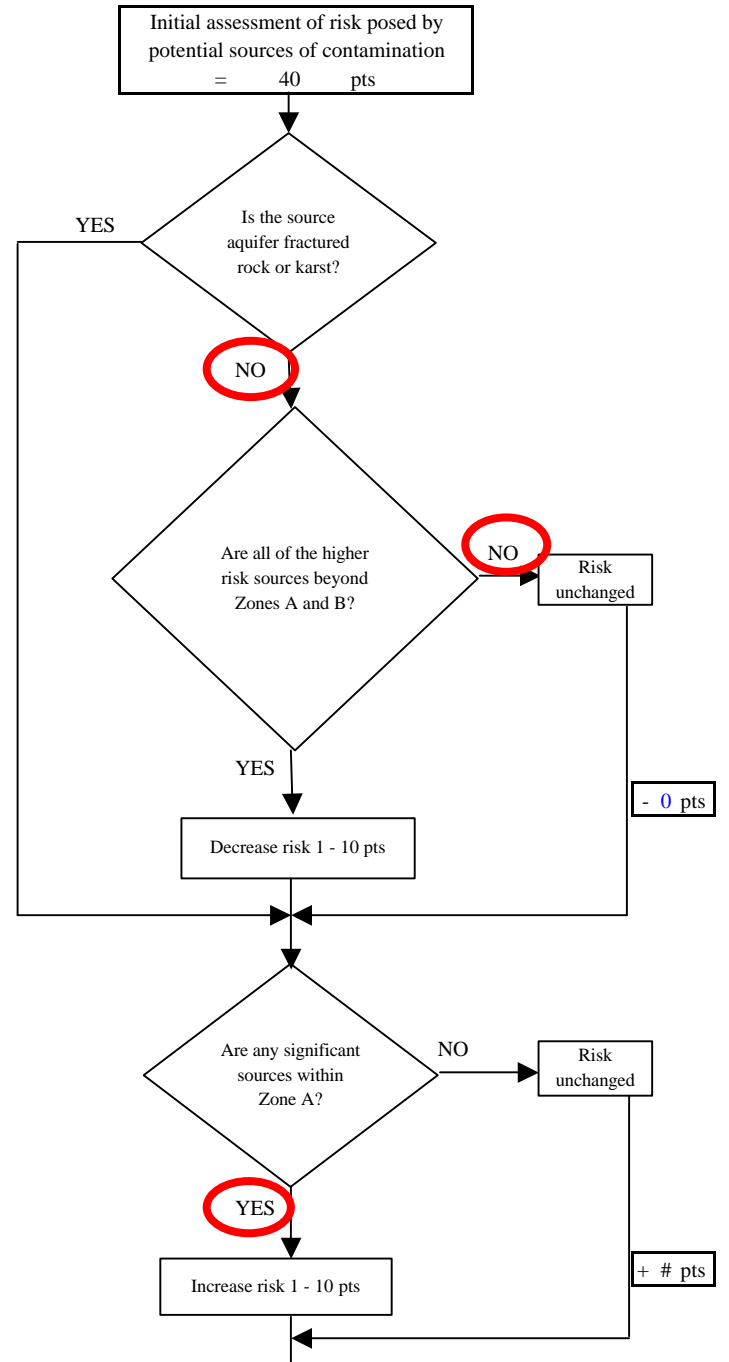 Initial assessment of risk posed by
potential sources of contamination
= 40 pts
YES
Is the source
aquifer fractured
rock or karst?
NO
Are all of the higher
risk sources beyond
Zones A and B?
NO
Risk
unchanged
YES
- 0 pts
Decrease risk 1 - 10 pts
Are any significant
sources within
Zone A?
NO
Risk
unchanged
YES
+ # pts
Increase risk 1 - 10 pts